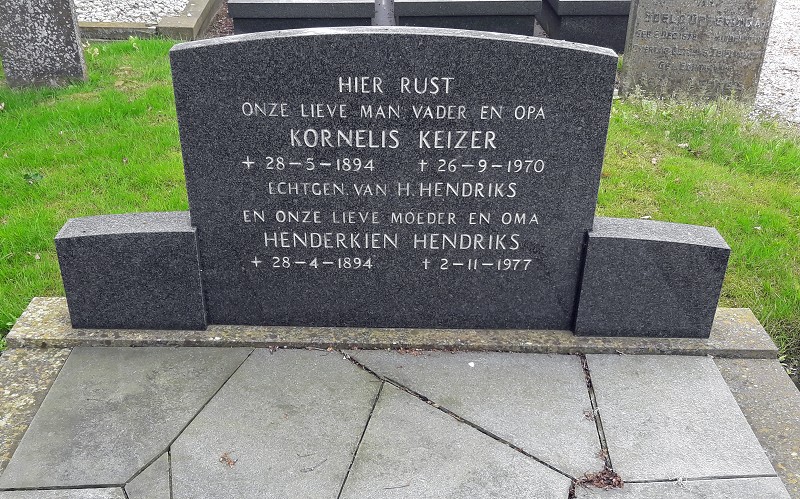 HIER RUST
ONZE LIEVE MAN VADER EN OPA
KORNELIS KEIZER
+ 28-5-1894 † 26-9-1970
ECHTGEN. VAN H. HENDRIKS
EN ONZE LIEVE MOEDER EN OMA
HENDERKIEN HENDRIKS
+ 28-4-1894 † 2-11-1977